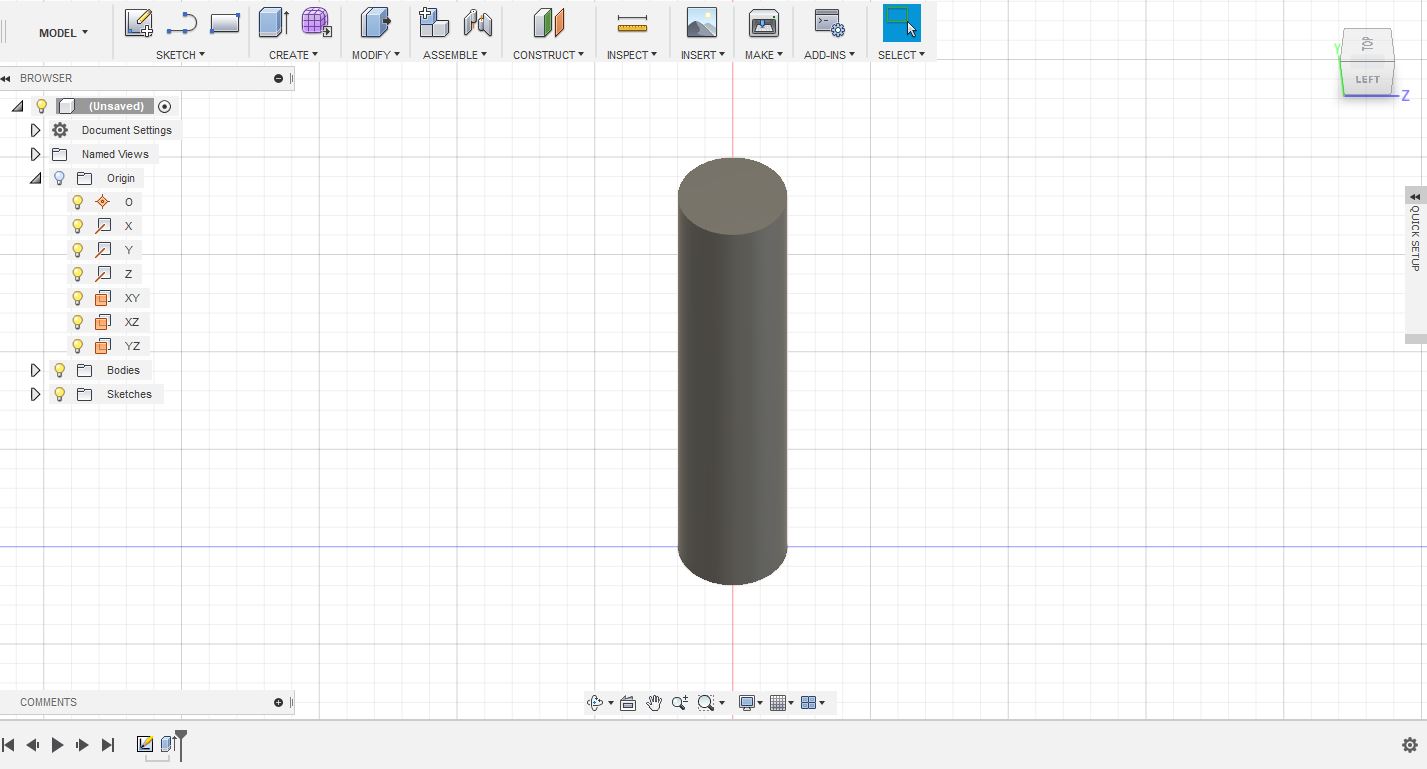 MODEL
SKETCH
CREATE
MODIFY
ASSEMBLE
CONSTRUCT
INSPECT
INSERT
MAKE
ADD-INS
SELECT
TOP
LEFT
Y
Z
BROWSER
(Unsaved)
Document Settings
Named Views
Origin
O
X
Y
Z
XY
XZ
YZ
Bodies
Sketches
QUICK SETUP
COMMENTS